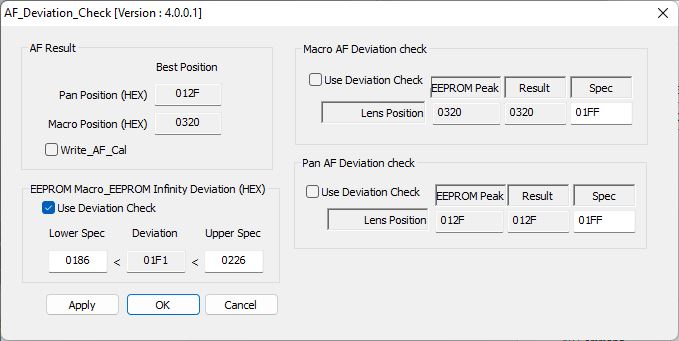 AF_Deviation_Check [Version : 4.0.0.1]
AF Result
Best Position
Pan Position (HEX) 012F
Macro Position (HEX) 0320
Write_AF_Cal
EEPROM Macro_EEPROM Infinity Deviation (HEX)
Use Deviation Check
Lower Spec Deviation Upper Spec
0186 < 01F1 < 0226
Apply OK Cancel
Macro AF Deviation check
Use Deviation Check EEPROM Peak Result Spec
Lens Position 0320 0320 01FF
Pan AF Deviation check
Use Deviation Check EEPROM Peak Result Spec
Lens Position 012F 012F 01FF